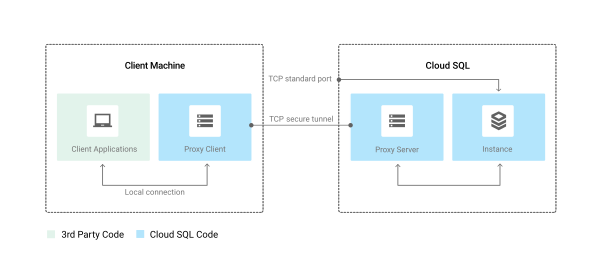 Client Machine
Cloud SQL
TCP standard port
TCP secure tunnel
Client Applications
Proxy Client
Proxy Server
Instance
Local connection
3rd Party Code
Cloud SQL Code